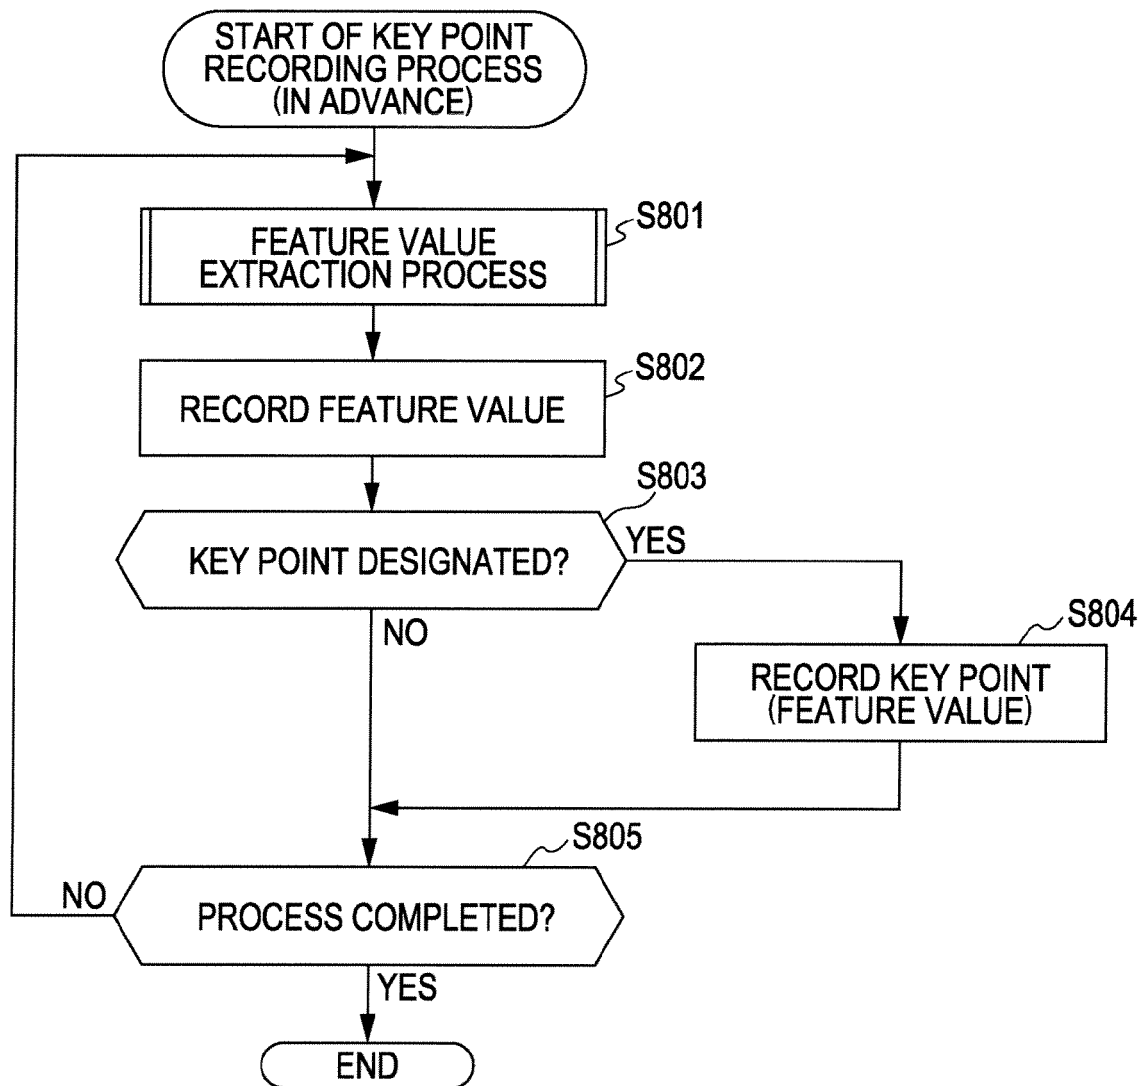 START OF KEY POINT
RECORDING PROCESS
(IN ADVANCE)
S801
FEATURE VALUE
EXTRACTION PROCESS
S802
RECORD FEATURE VALUE
S803
KEY POINT DESIGNATED?
YES
NO
S804
RECORD KEY POINT
(FEATURE VALUE)
S805
NO
PROCESS COMPLETED?
YES
END